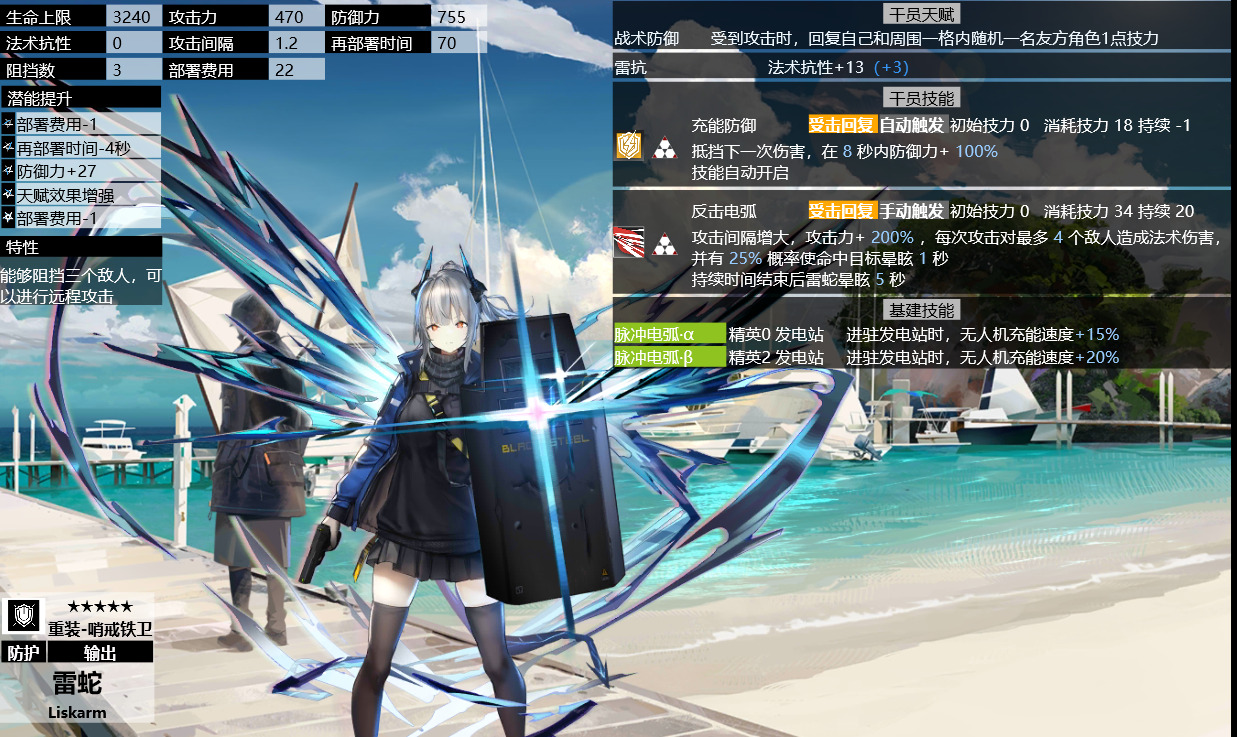 生命上限 3240 攻击力 470 防御力 755
法术抗性 0 攻击间隔 1.2 再部署时间 70
阻挡数 3 部署费用 22
潜能提升
部署费用-1
再部署时间-4秒
防御力+27
天赋效果增强
部署费用-1
特性
能够阻挡三个敌人，可
以进行远程攻击
干员天赋
战术防御 受到攻击时，回复自己和周围一格内随机一名友方角色1点技力
雷抗 法术抗性+13（+3）
干员技能
充能防御 受击回复 自动触发 初始技力 0 消耗技力 18 持续 -1
抵挡下一次伤害，在 8 秒内防御力+ 100%
技能自动开启
反击电弧 受击回复 手动触发 初始技力 0 消耗技力 34 持续 20
攻击间隔增大，攻击力+ 200% ，每次攻击对最多 4 个敌人造成法术伤害，
并有 25% 概率使命中目标晕眩 1 秒
持续时间结束后雷蛇晕眩 5 秒
基建技能
脉冲电弧·α 精英0 发电站 进驻发电站时，无人机充能速度+15%
脉冲电弧·β 精英2 发电站 进驻发电站时，无人机充能速度+20%
BLACKSTEEL
★★★★★
重装-哨戒铁卫
防护 输出
雷蛇
Liskarm